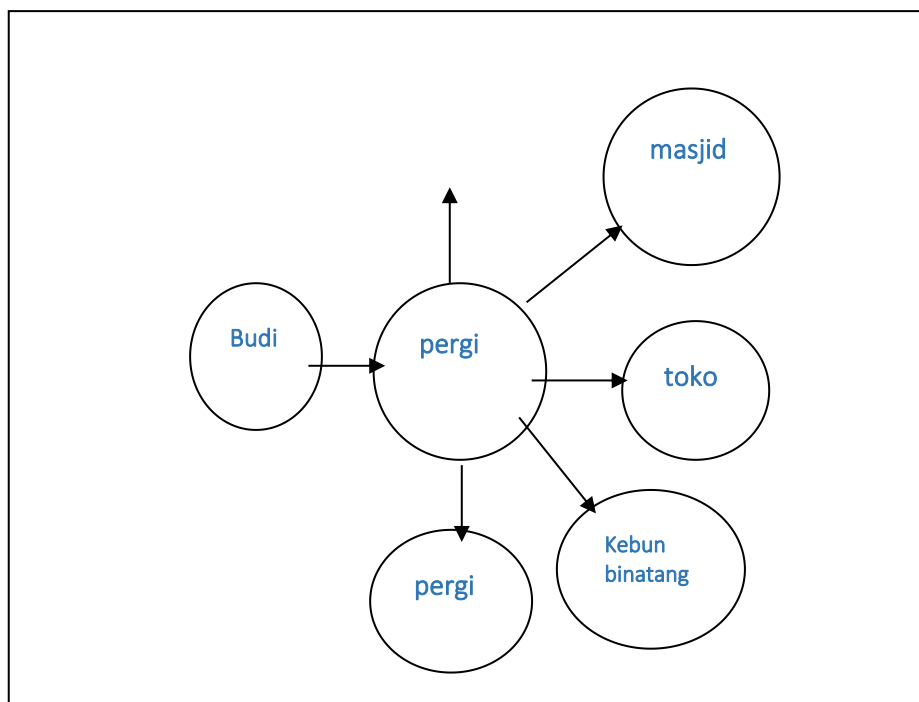 masjid
Budi
pergi
toko
Kebun
binatang
pergi